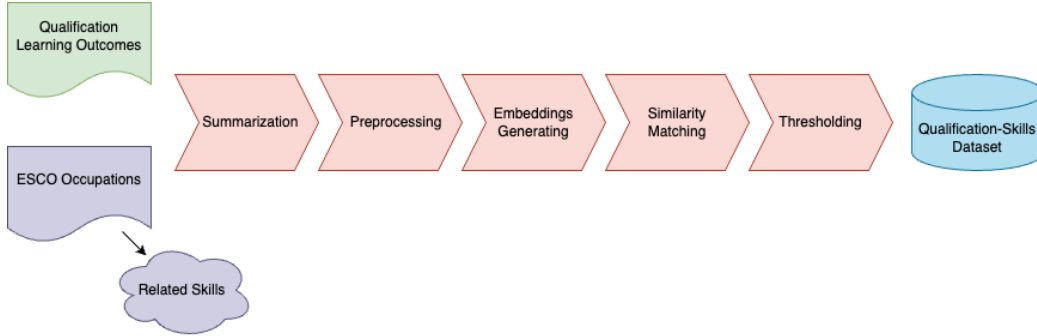 Qualification
Learning Outcomes
ESCO Occupations
Related Skills
Summarization
Preprocessing
Embeddings
Generating
Similarity
Matching
Thresholding
Qualification-Skills
Dataset